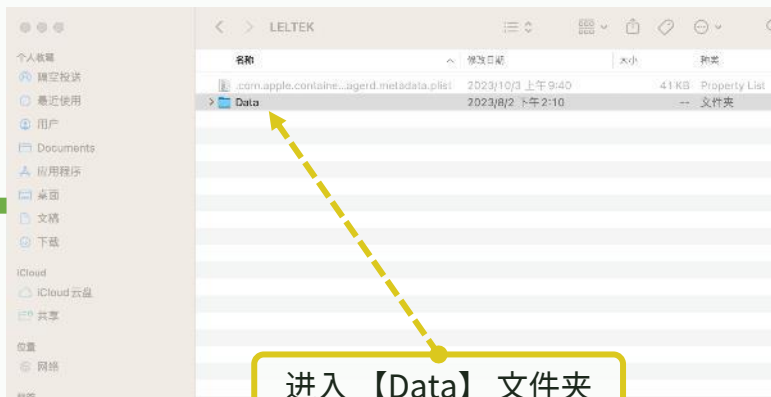 LELTEK
个人收藏
隔空投送
最近使用
用户
Documents
应用程序
桌面
文稿
下载
iCloud
iCloud云盘
共享
位置
网络
名称 修改日期 大小 种类
.com.apple.containe...agerd.metadata.plist 2023/10/3 上午9:40 41 KB Property List
Data 2023/8/2 下午2:10 -- 文件夹
进入 【Data】 文件夹